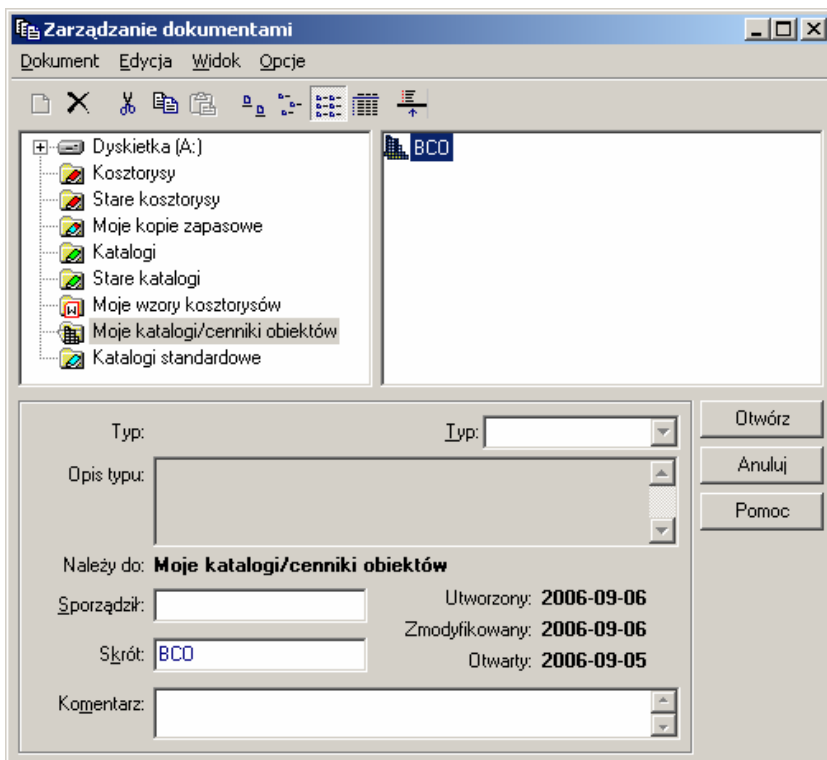 Zarządzanie dokumentami
Dokument Edycja Widok Opcje
Dyskietka (A:)
Kosztorysy
Stare kosztorysy
Moje kopie zapasowe
Katalogi
Stare katalogi
Moje wzory kosztorysów
Moje katalogi/cenniki obiektów
Katalogi standardowe
BCO
Typ: Typ:
Opis typu:
Należy do: Moje katalogi/cenniki obiektów
Sporządził: Utworzony: 2006-09-06
Zmodyfikowany: 2006-09-06
Skrót: BCO
Otwarty: 2006-09-05
Komentarz:
Otwórz
Anuluj
Pomoc